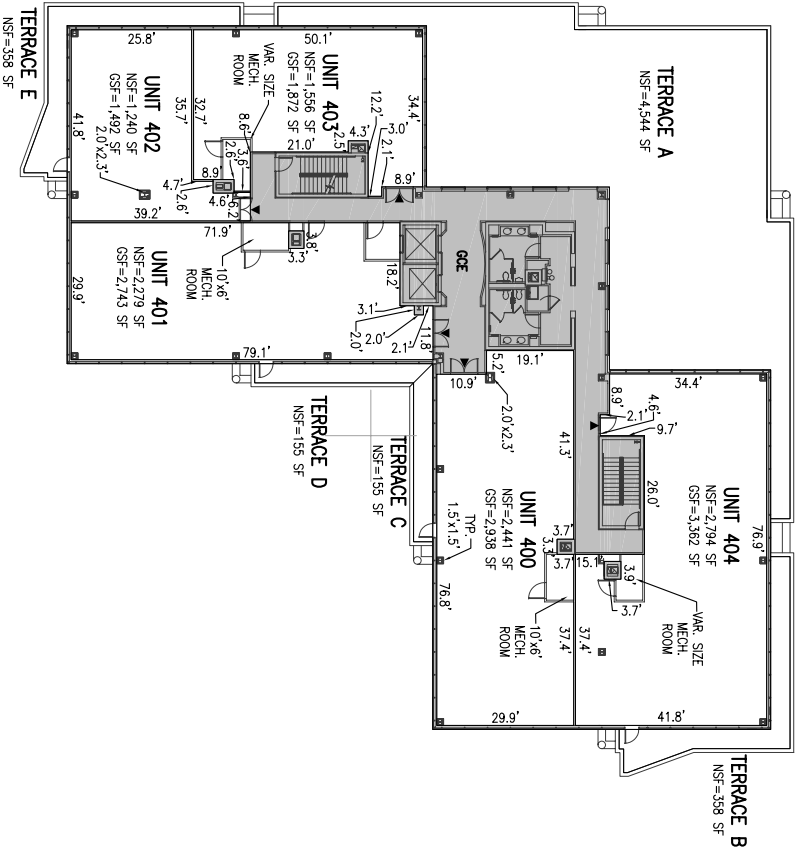 TERRACE E
NSF=358 SF
25.8'
50.1'
UNIT 402
NSF=1,240 SF
GSF=1,492 SF
2.0'x2.3'
35.7'
32.7'
41.8'
39.2'
VAR. SIZE
MECH.
ROOM
UNIT 403
NSF=1,556 SF
GSF=1,872 SF
21.0'
34.4'
12.2'
3.0'
2.1'
4.3'
2.5'
8.6'
3.6'
2.6'
8.9'
4.7'
2.6'
4.6'
6.2'
8.9'
TERRACE A
NSF=4,544 SF
71.9'
3.8'
3.3'
18.2'
10'x6'
MECH.
ROOM
UNIT 401
NSF=2,279 SF
GSF=2,743 SF
29.9'
79.1'
3.1'
2.0'
2.0'
2.1'
11.8'
GCE
TERRACE D
NSF=155 SF
TERRACE C
NSF=155 SF
19.1'
5.2'
10.9'
2.0'x2.3'
41.3'
UNIT 400
NSF=2,441 SF
GSF=2,938 SF
TYP.
1.5'x1.5'
76.8'
3.7'
3.3'
3.7'
10'x6'
MECH.
ROOM
37.4'
29.9'
34.4'
8.9'
4.6'
2.1'
9.7'
26.0'
UNIT 404
NSF=2,794 SF
GSF=3,362 SF
76.9'
15.1'
3.9'
3.7'
VAR. SIZE
MECH.
ROOM
37.4'
41.8'
TERRACE B
NSF=358 SF